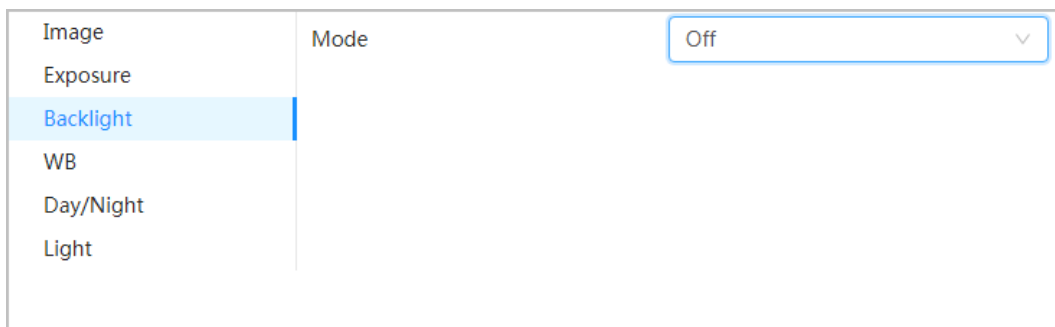 Image
Exposure
Backlight
WB
Day/Night
Light
Mode
Off